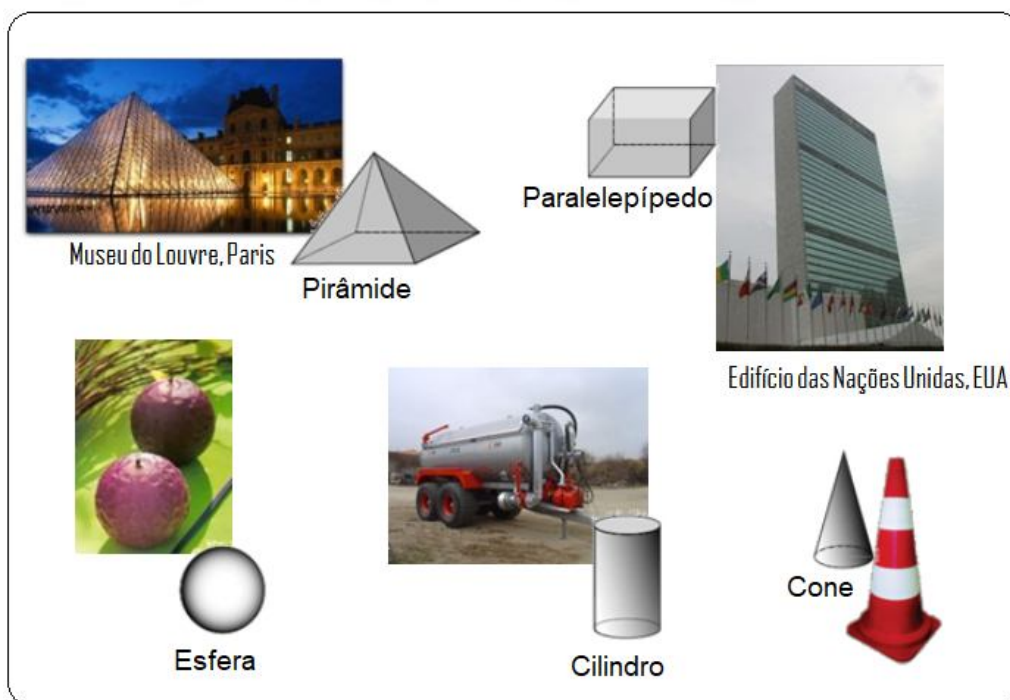 Museu do Louvre, Paris
Pirâmide
Paralelepípedo
Edifício das Nações Unidas, EUA
Esfera
Cilindro
Cone